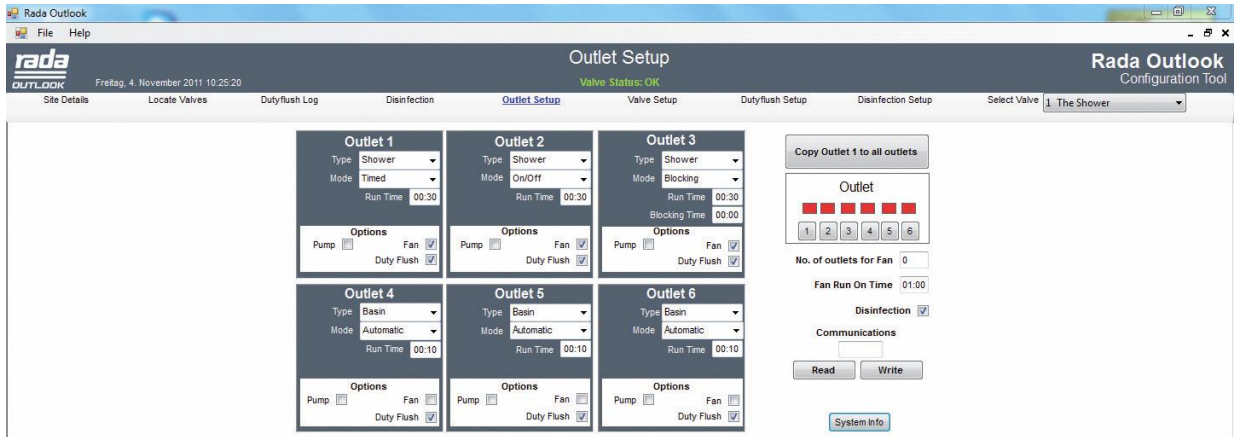 Rada Outlook
File Help
rada
OUTLOOK
Freitag, 4. November 2011 10:25:20
Outlet Setup
Valve Status: OK
Rada Outlook
Configuration Tool
Site Details Locate Valves Dutyflush Log Disinfection Outlet Setup Valve Setup Dutyflush Setup Disinfection Setup Select Valve 1 The Shower
Outlet 1
Type Shower
Mode Timed
Run Time 00:30
Options
Pump Fan
Duty Flush
Outlet 2
Type Shower
Mode On/Off
Run Time 00:30
Options
Pump Fan
Duty Flush
Outlet 3
Type Shower
Mode Blocking
Run Time 00:30
Blocking Time 00:00
Options
Pump Fan
Duty Flush
Outlet 4
Type Basin
Mode Automatic
Run Time 00:10
Options
Pump Fan
Duty Flush
Outlet 5
Type Basin
Mode Automatic
Run Time 00:10
Options
Pump Fan
Duty Flush
Outlet 6
Type Basin
Mode Automatic
Run Time 00:10
Options
Pump Fan
Duty Flush
Copy Outlet 1 to all outlets
Outlet
1 2 3 4 5 6
No. of outlets for Fan 0
Fan Run On Time 01:00
Disinfection
Communications
Read Write
System Info